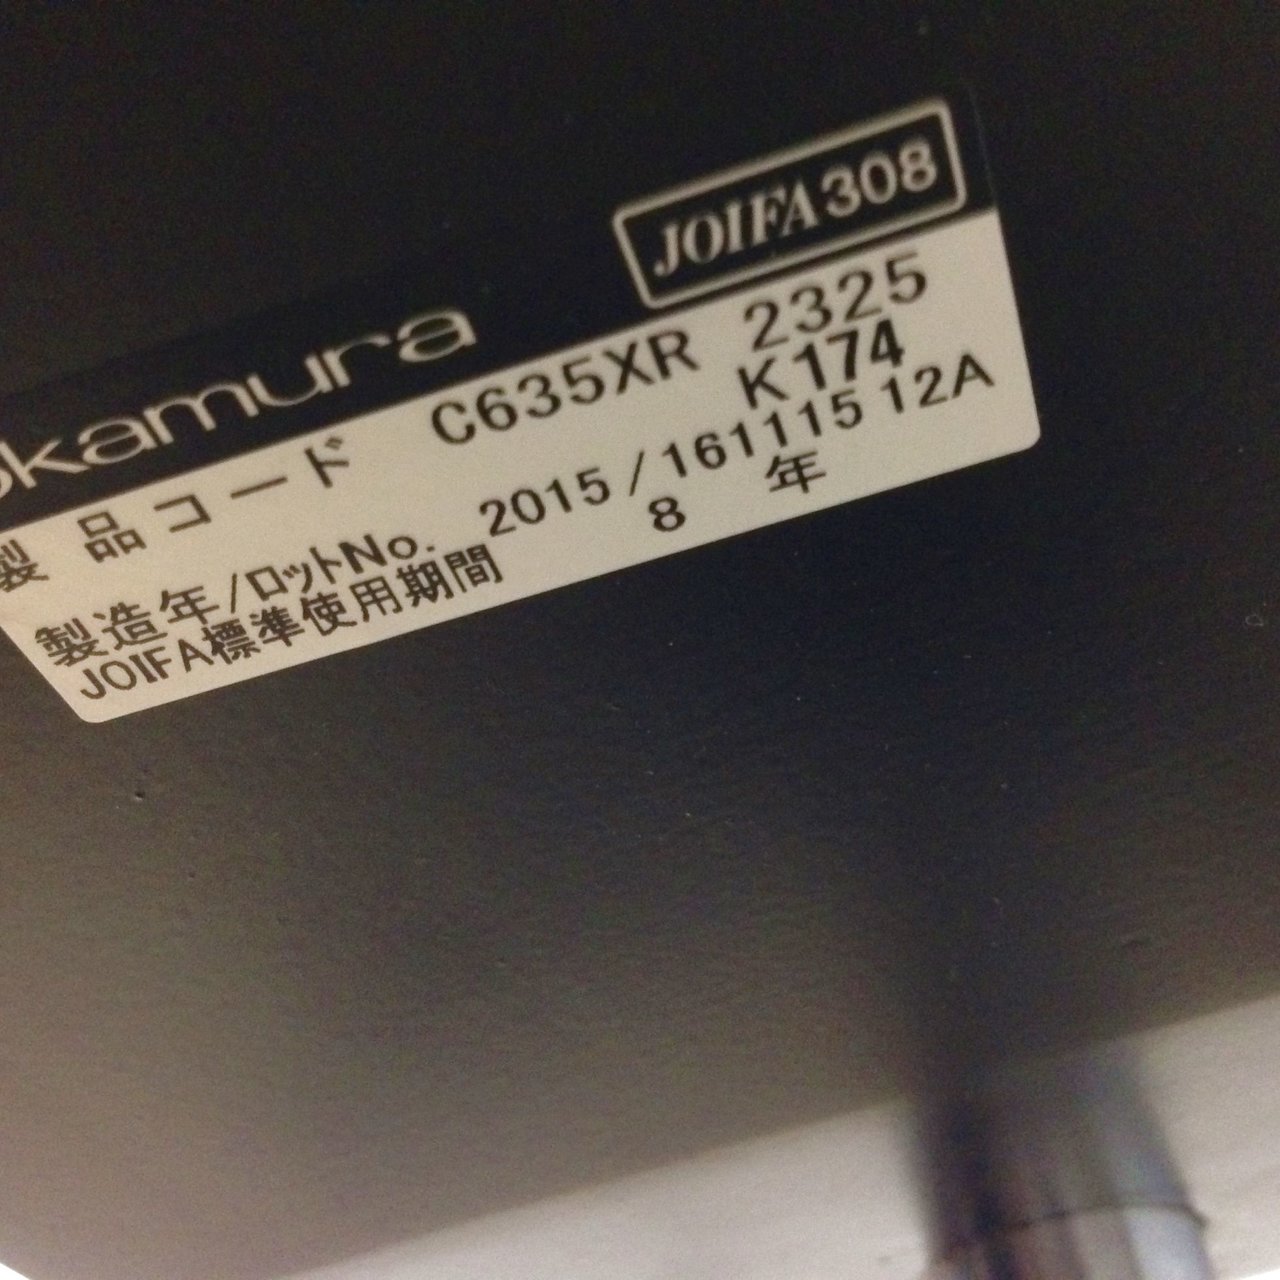 okamura
JOIFA308
製品コード C635XR 2325
K174
製造年/ロットNo. 2015/161115 12A
JOIFA標準使用期間 8 年